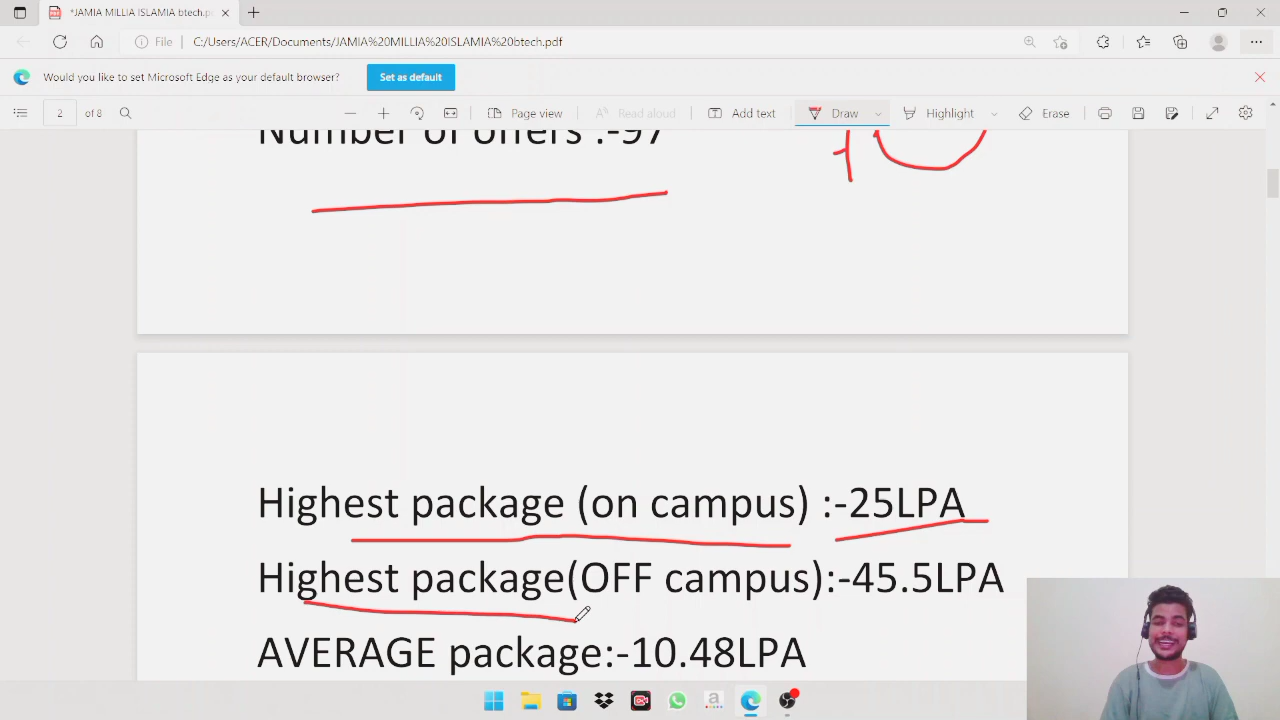 *JAMIA MILLIA ISLAMIA btech.pd
File C:/Users/ACER/Documents/JAMIA%20MILLIA%20ISLAMIA%20btech.pdf
Would you like to set Microsoft Edge as your default browser? Set as default
2 of 8 Page view Read aloud Add text Draw Highlight Erase
Number of offers :-97
Highest package (on campus) :-25LPA
Highest package(OFF campus):-45.5LPA
AVERAGE package:-10.48LPA